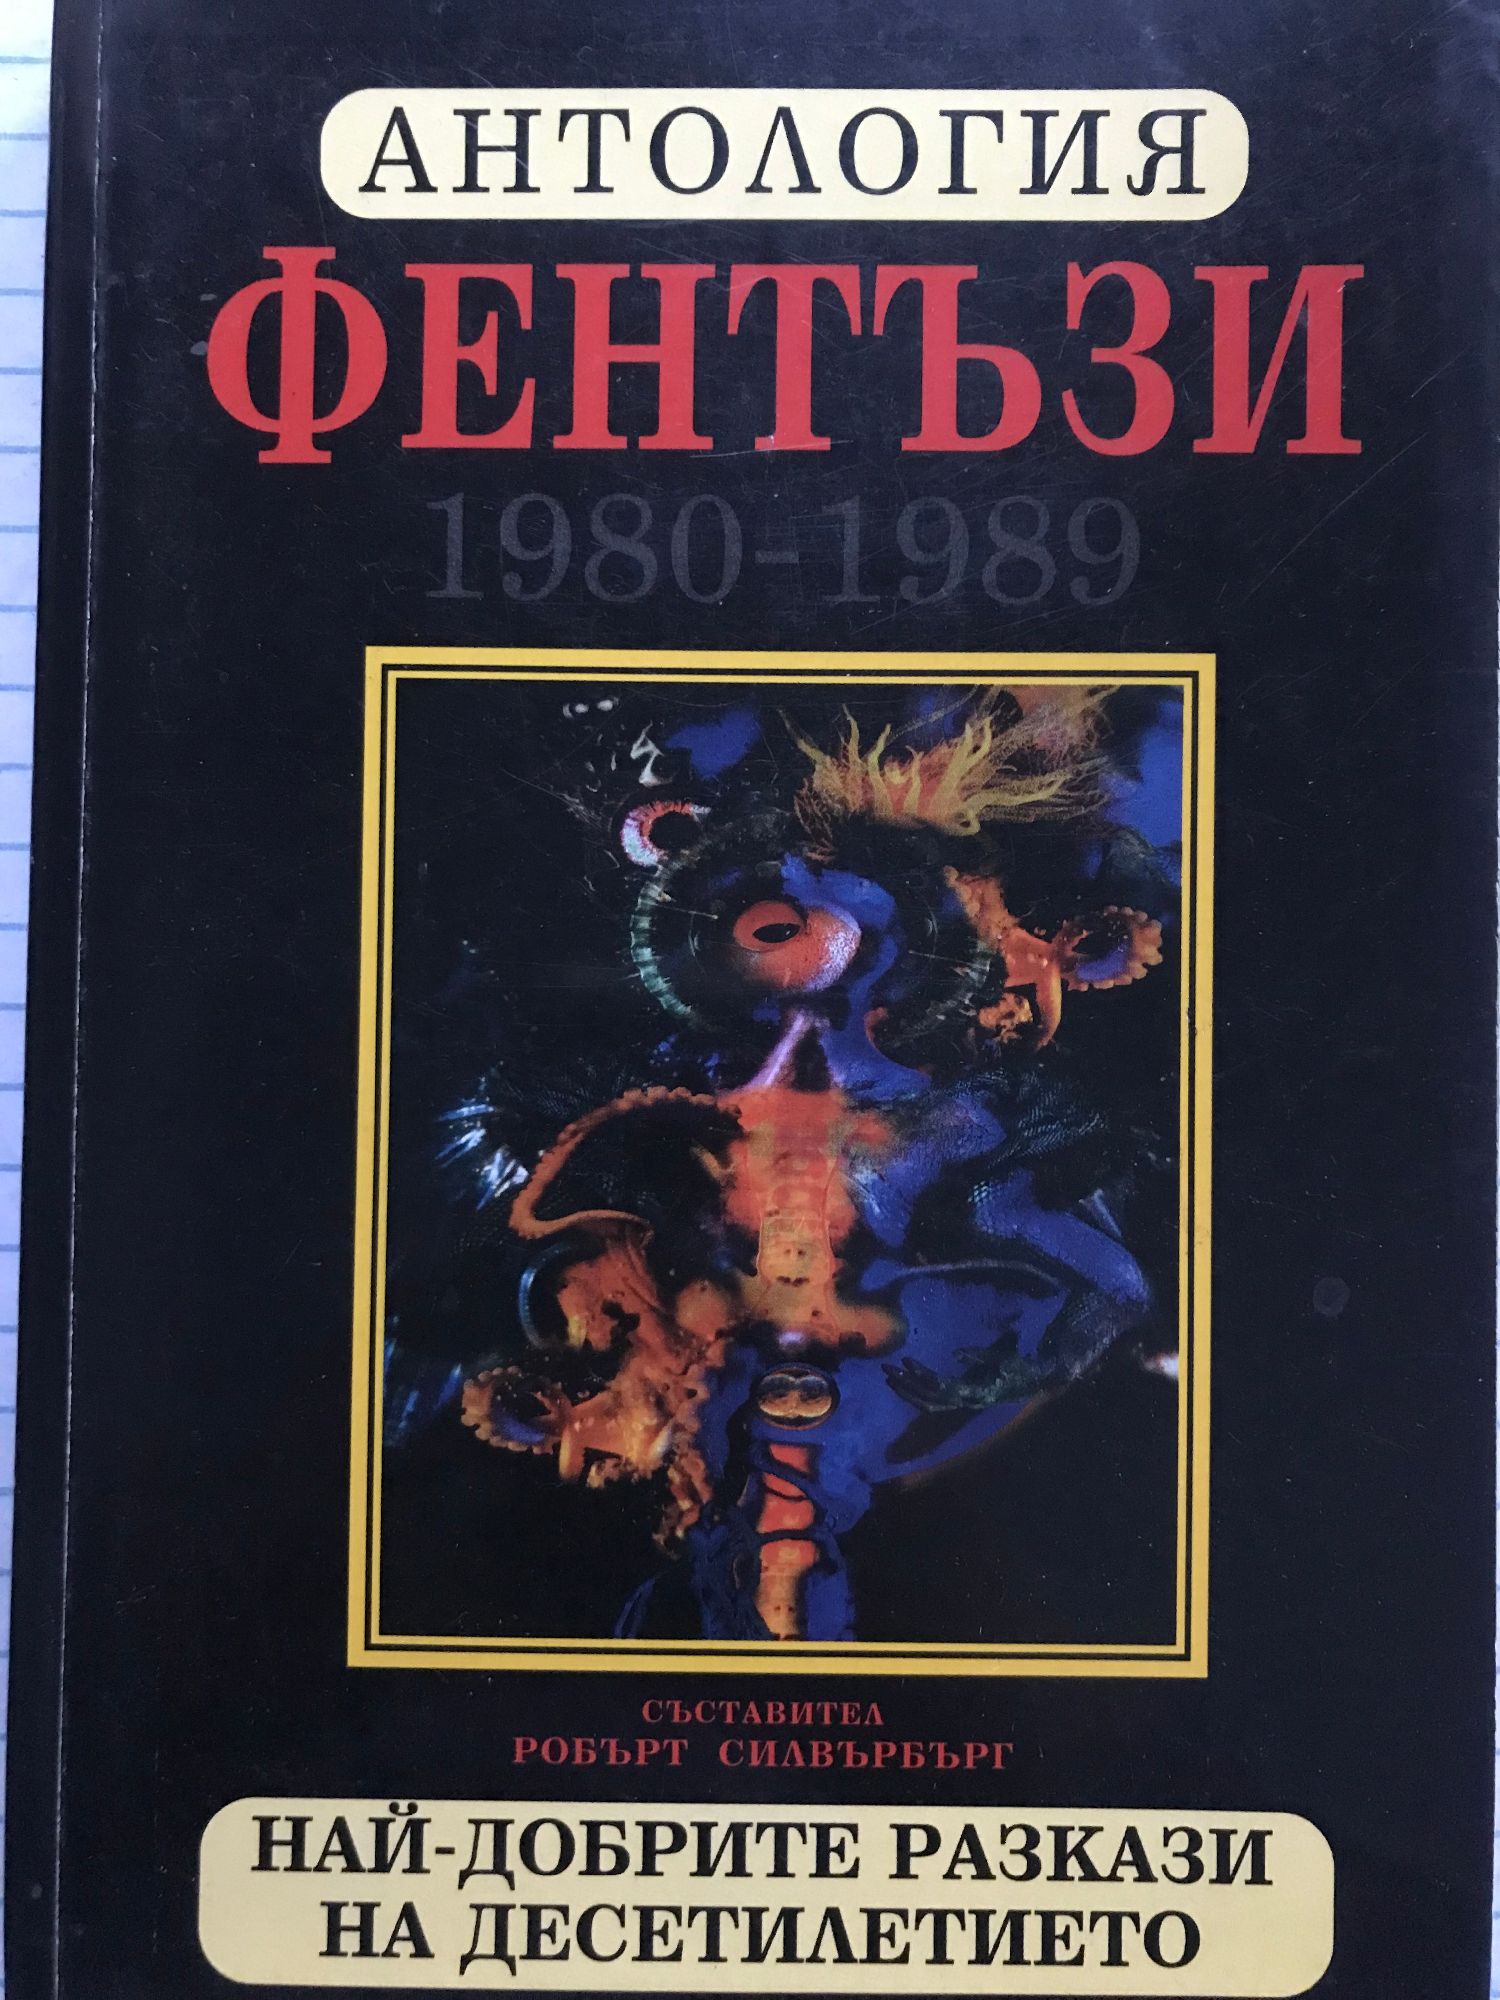 АНТОЛОГИЯ
ФЕНТЪЗИ
1980-1989
СЪСТАВИТЕЛ
РОБЪРТ СИЛВЪРБЪРГ
НАЙ-ДОБРИТЕ РАЗКАЗИ
НА ДЕСЕТИЛЕТИЕТО